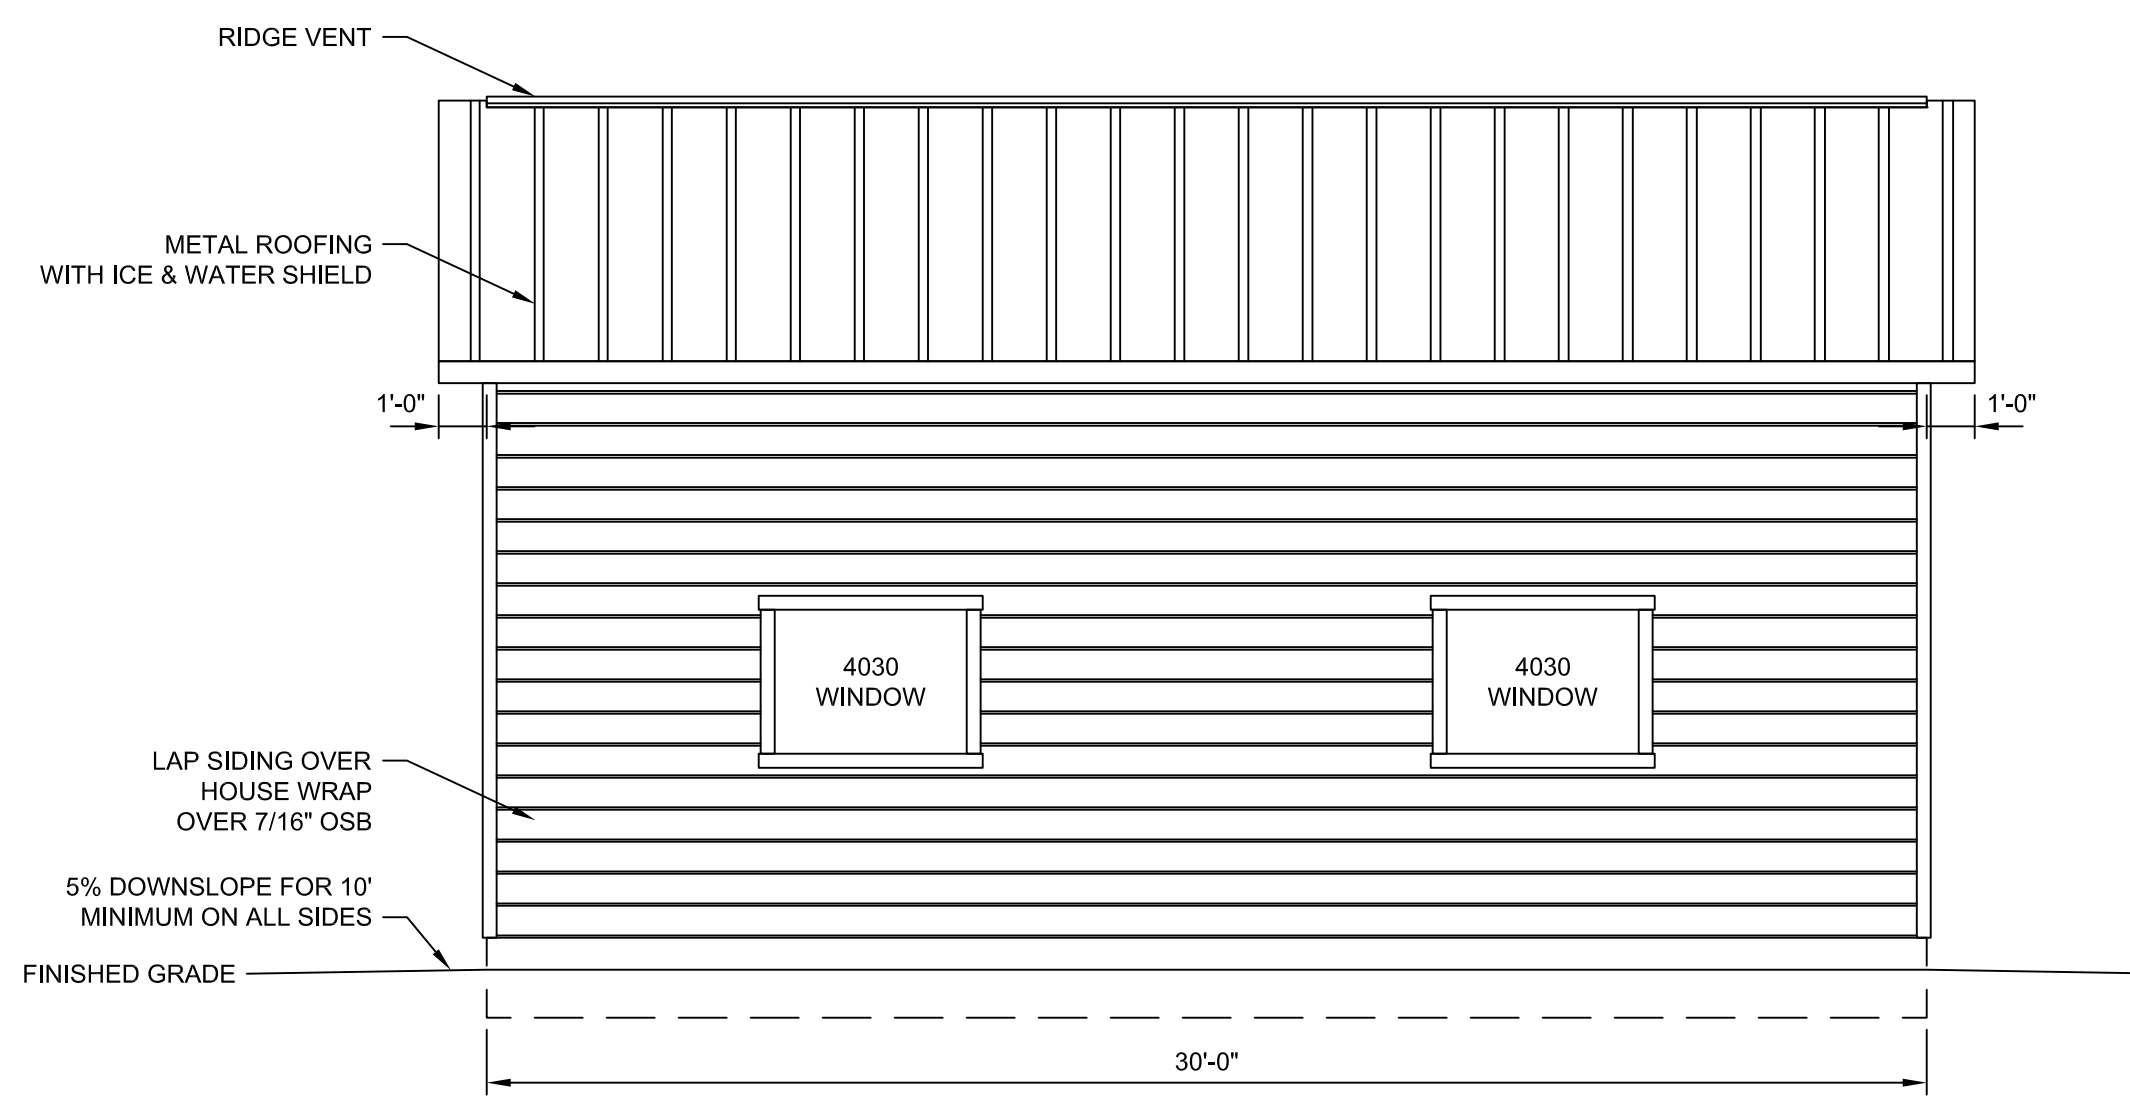 RIDGE VENT
METAL ROOFING
WITH ICE & WATER SHIELD
1'-0"
1'-0"
4030
WINDOW
4030
WINDOW
LAP SIDING OVER
HOUSE WRAP
OVER 7/16" OSB
5% DOWNSLOPE FOR 10'
MINIMUM ON ALL SIDES
FINISHED GRADE
30'-0"